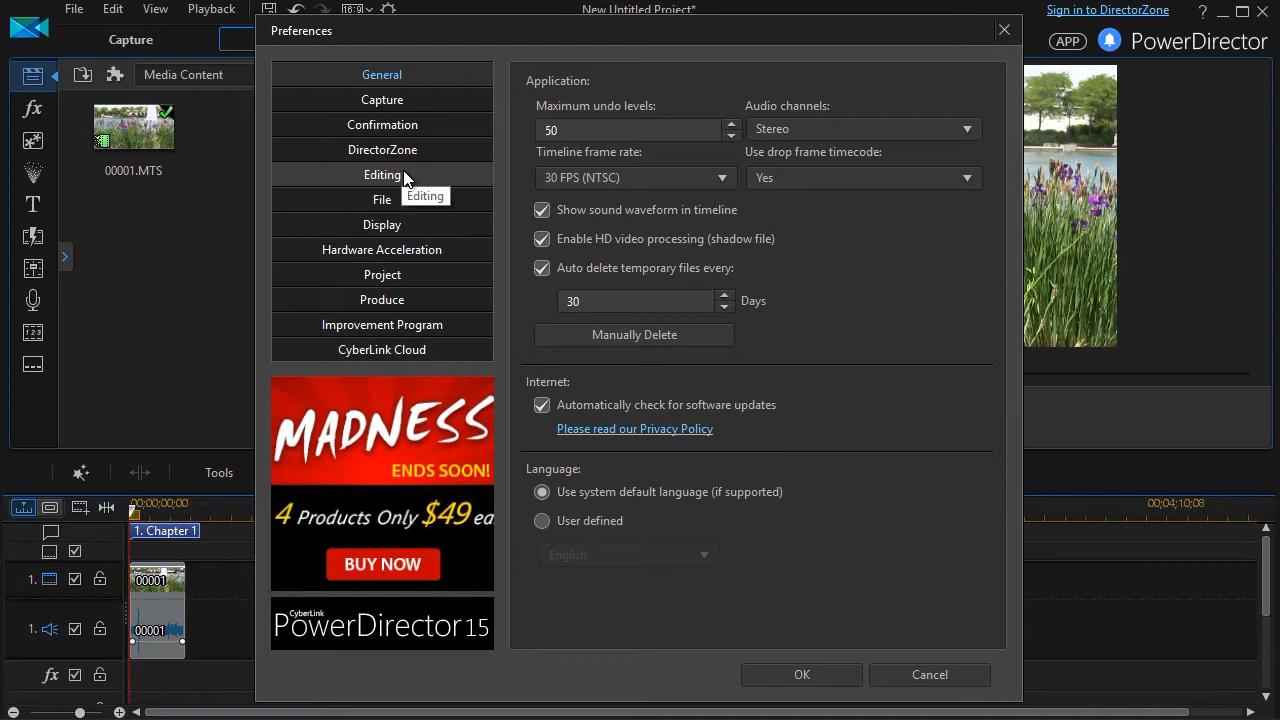 File Edit View Playback 16:9 New Untitled Project* Sign in to DirectorZone ?
Preferences
Capture
APP PowerDirector
Media Content
00001.MTS
fx
T
General
Capture
Confirmation
DirectorZone
Editing
Editing
File
Display
Hardware Acceleration
Project
Produce
Improvement Program
CyberLink Cloud
MADNESS
ENDS SOON!
4 Products Only $49 ea
BUY NOW
CyberLink
PowerDirector 15
Application:
Maximum undo levels: Audio channels:
50 Stereo
Timeline frame rate: Use drop frame timecode:
30 FPS (NTSC) Yes
Show sound waveform in timeline
Enable HD video processing (shadow file)
Auto delete temporary files every:
30 Days
Manually Delete
Internet:
Automatically check for software updates
Please read our Privacy Policy
Language:
Use system default language (if supported)
User defined
English
OK Cancel
Tools
00;00;00;00 00;04;10;08
1. Chapter 1
1. 00001
1. 00001
fx